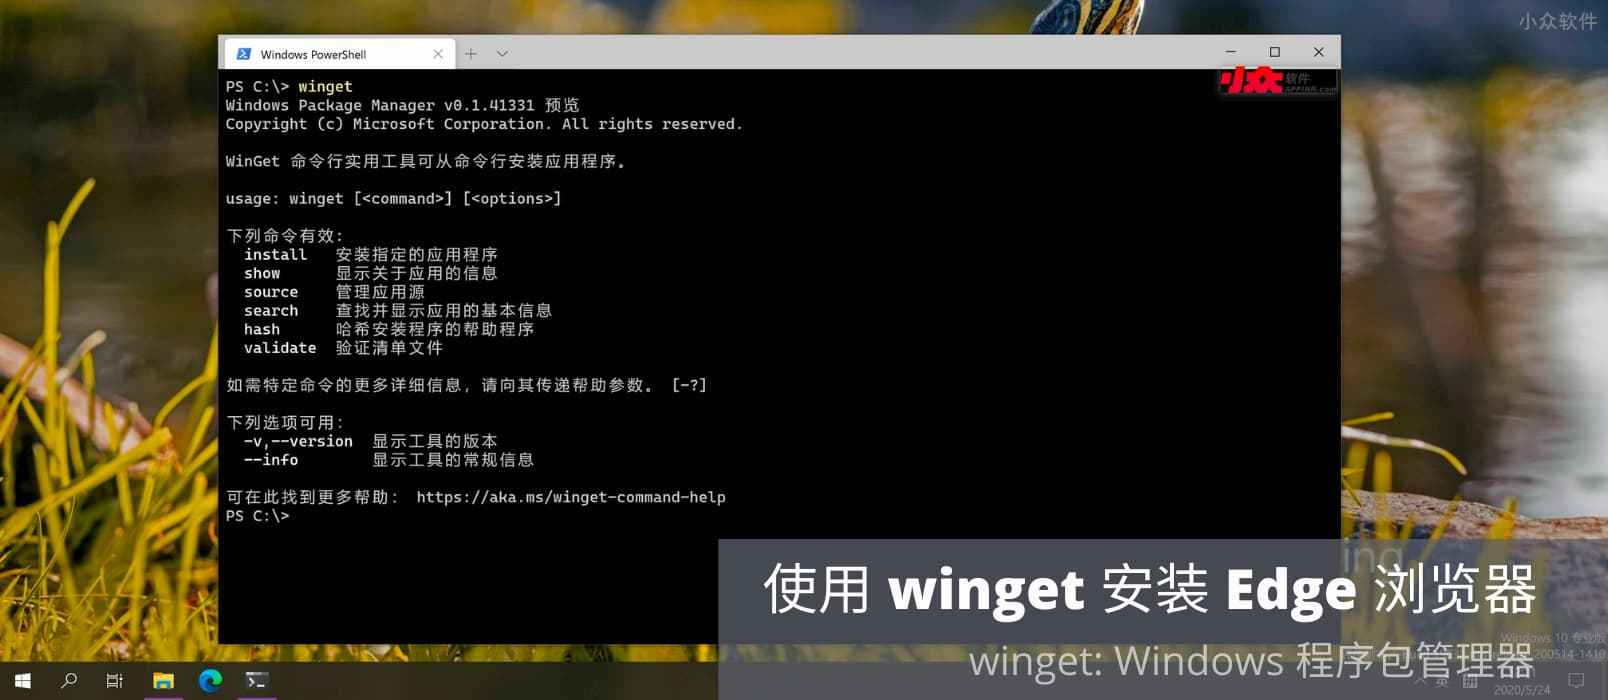 小众软件
Windows PowerShell
小众软件
APPINN.com
PS C:\> winget
Windows Package Manager v0.1.41331 预览
Copyright (c) Microsoft Corporation. All rights reserved.
WinGet 命令行实用工具可从命令行安装应用程序。
usage: winget [<command>] [<options>]
下列命令有效：
install 安装指定的应用程序
show 显示关于应用的信息
source 管理应用源
search 查找并显示应用的基本信息
hash 哈希安装程序的帮助程序
validate 验证清单文件
如需特定命令的更多详细信息，请向其传递帮助参数。 [-?]
下列选项可用：
-v,--version 显示工具的版本
--info 显示工具的常规信息
可在此找到更多帮助： https://aka.ms/winget-command-help
PS C:\>
使用 winget 安装 Edge 浏览器
winget: Windows 程序包管理器
Windows 10 专业版
200514-1410
英 拼
2020/5/24